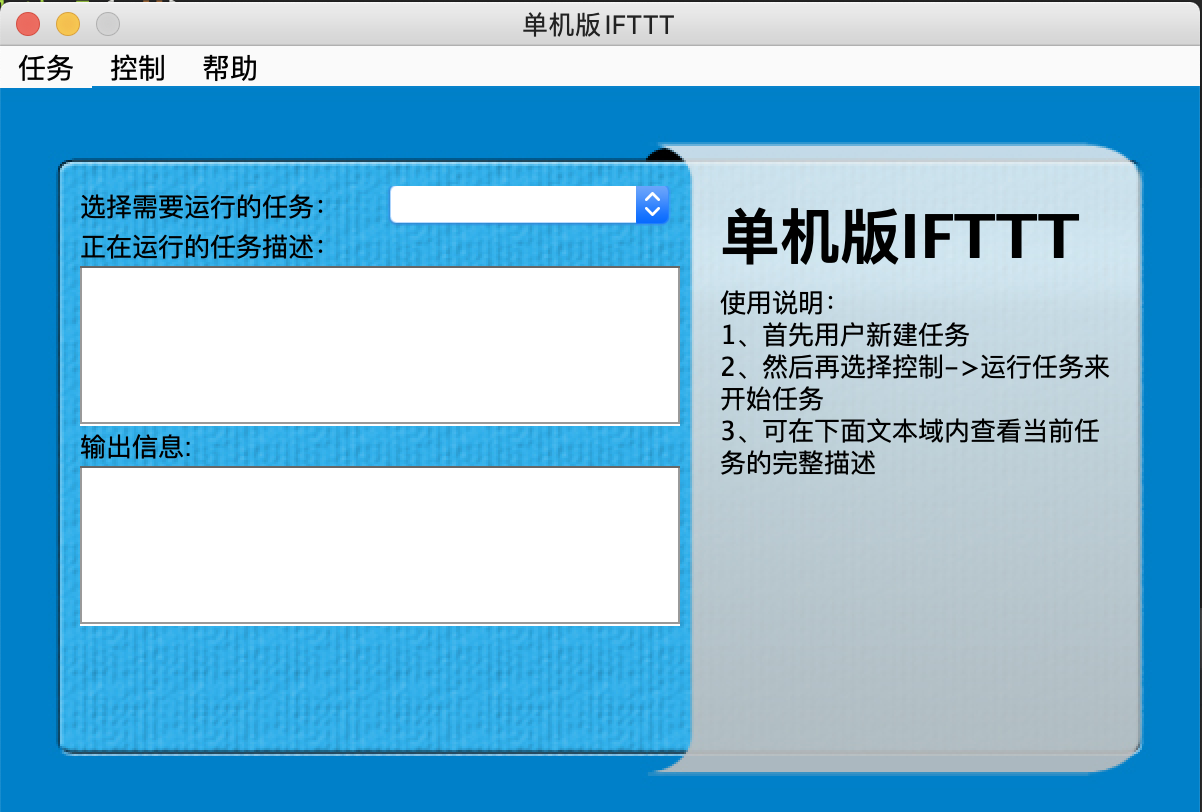 单机版IFTTT
任务 控制 帮助
选择需要运行的任务：
正在运行的任务描述：
输出信息:
单机版IFTTT
使用说明：
1、首先用户新建任务
2、然后再选择控制->运行任务来
开始任务
3、可在下面文本域内查看当前任
务的完整描述